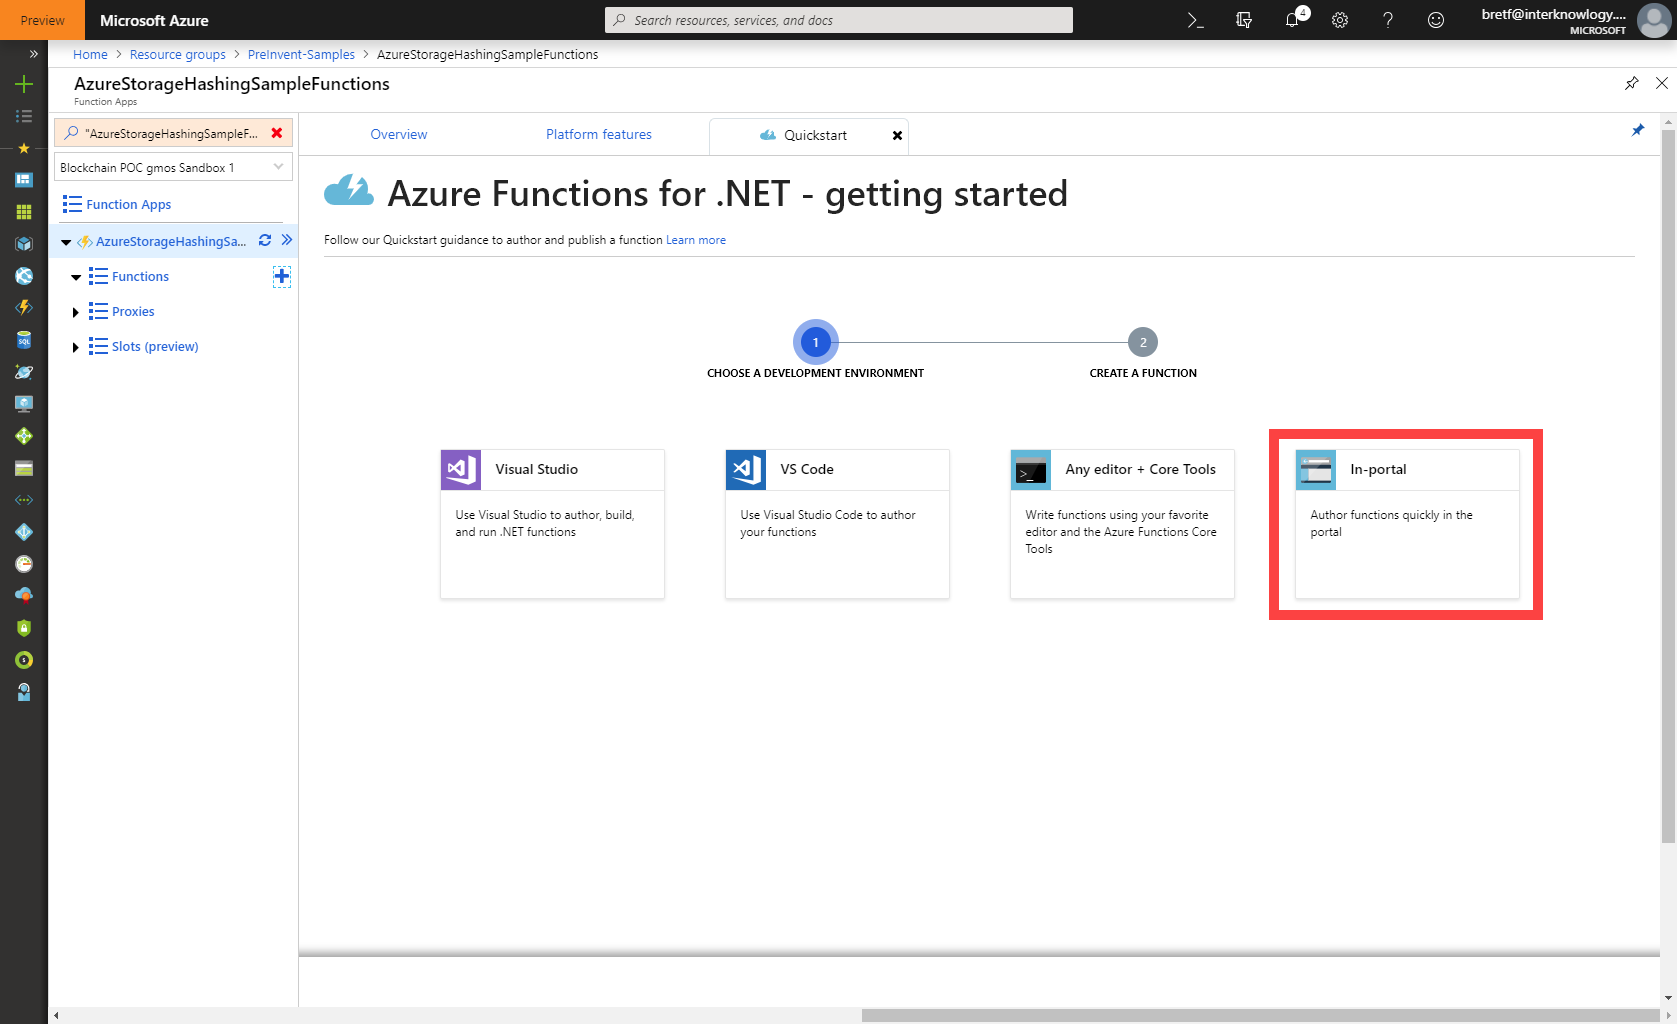 Preview
Microsoft Azure
Search resources, services, and docs
4
bretf@interknowlogy....
MICROSOFT
Home > Resource groups > PreInvent-Samples > AzureStorageHashingSampleFunctions
AzureStorageHashingSampleFunctions
Function Apps
"AzureStorageHashingSampleF...
Blockchain POC gmos Sandbox 1
Function Apps
AzureStorageHashingSa...
Functions
Proxies
Slots (preview)
Overview
Platform features
Quickstart
Azure Functions for .NET - getting started
Follow our Quickstart guidance to author and publish a function Learn more
1
2
CHOOSE A DEVELOPMENT ENVIRONMENT
CREATE A FUNCTION
Visual Studio
Use Visual Studio to author, build,
and run .NET functions
VS Code
Use Visual Studio Code to author
your functions
>_
Any editor + Core Tools
Write functions using your favorite
editor and the Azure Functions Core
Tools
In-portal
Author functions quickly in the
portal
SQL